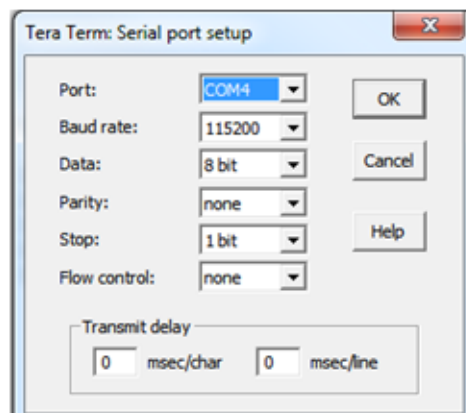 Tera Term: Serial port setup
Port: COM4 OK
Baud rate: 115200
Data: 8 bit Cancel
Parity: none
Stop: 1 bit Help
Flow control: none
Transmit delay
0 msec/char 0 msec/line